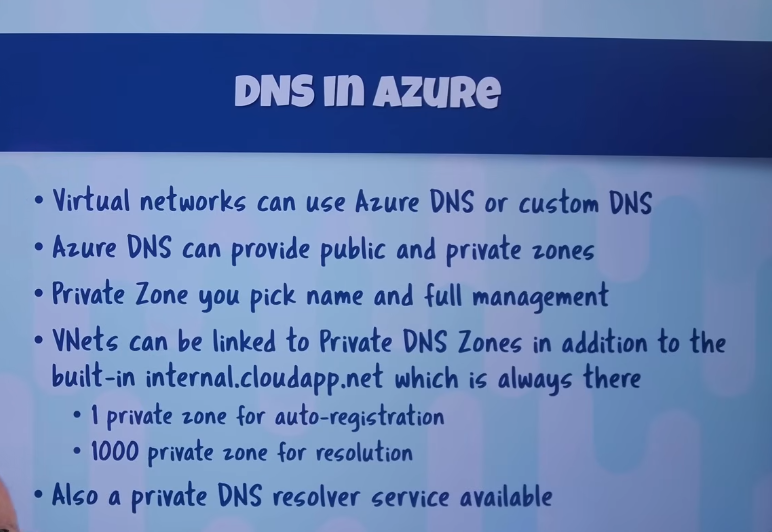 DNS in Azure
• Virtual networks can use Azure DNS or custom DNS
• Azure DNS can provide public and private zones
• Private Zone you pick name and full management
• VNets can be linked to Private DNS Zones in addition to the
built-in internal.cloudapp.net which is always there
• 1 private zone for auto-registration
• 1000 private zone for resolution
• Also a private DNS resolver service available